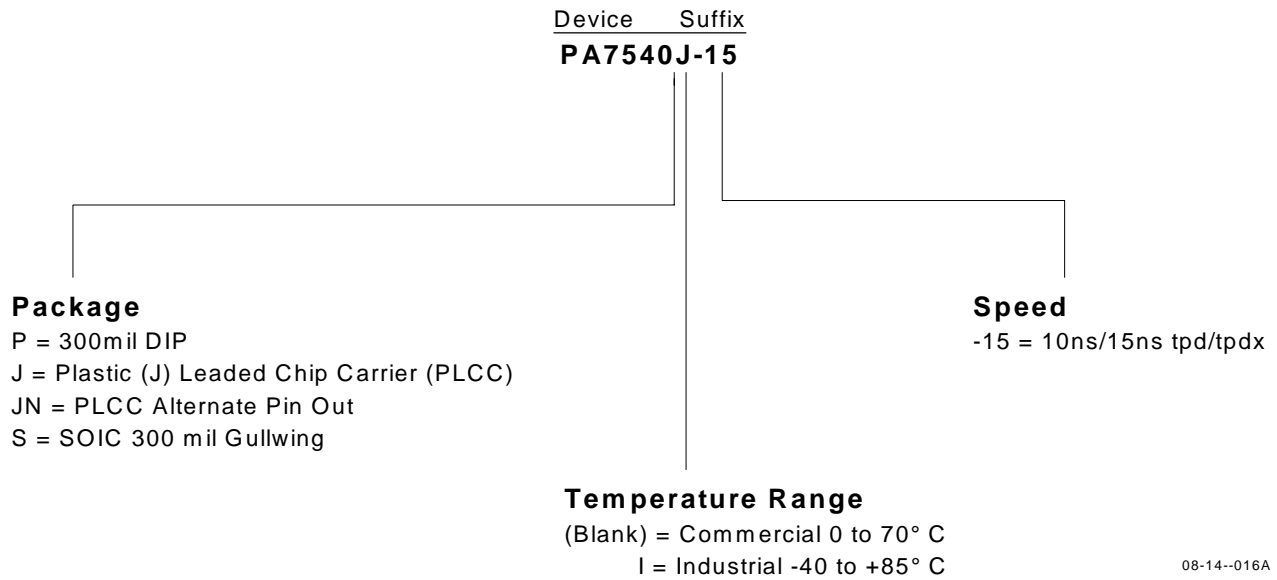 Device Suffix
PA7540J-15
Package
P = 300mil DIP
J = Plastic (J) Leaded Chip Carrier (PLCC)
JN = PLCC Alternate Pin Out
S = SOIC 300 mil Gullwing
Speed
-15 = 10ns/15ns tpd/tpdx
Temperature Range
(Blank) = Commercial 0 to 70° C
I = Industrial -40 to +85° C
08-14--016A